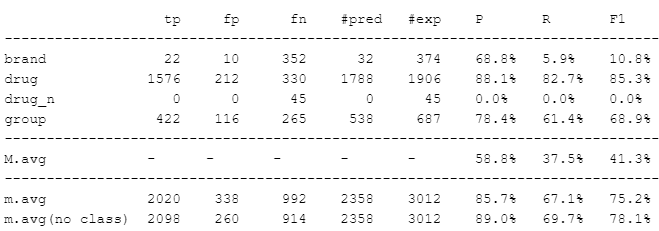 tp fp fn #pred #exp P R F1
------------------------------------------------------------------------------
brand 22 10 352 32 374 68.8% 5.9% 10.8%
drug 1576 212 330 1788 1906 88.1% 82.7% 85.3%
drug_n 0 0 45 0 45 0.0% 0.0% 0.0%
group 422 116 265 538 687 78.4% 61.4% 68.9%
------------------------------------------------------------------------------
M.avg - - - - - 58.8% 37.5% 41.3%
------------------------------------------------------------------------------
m.avg 2020 338 992 2358 3012 85.7% 67.1% 75.2%
m.avg(no class) 2098 260 914 2358 3012 89.0% 69.7% 78.1%